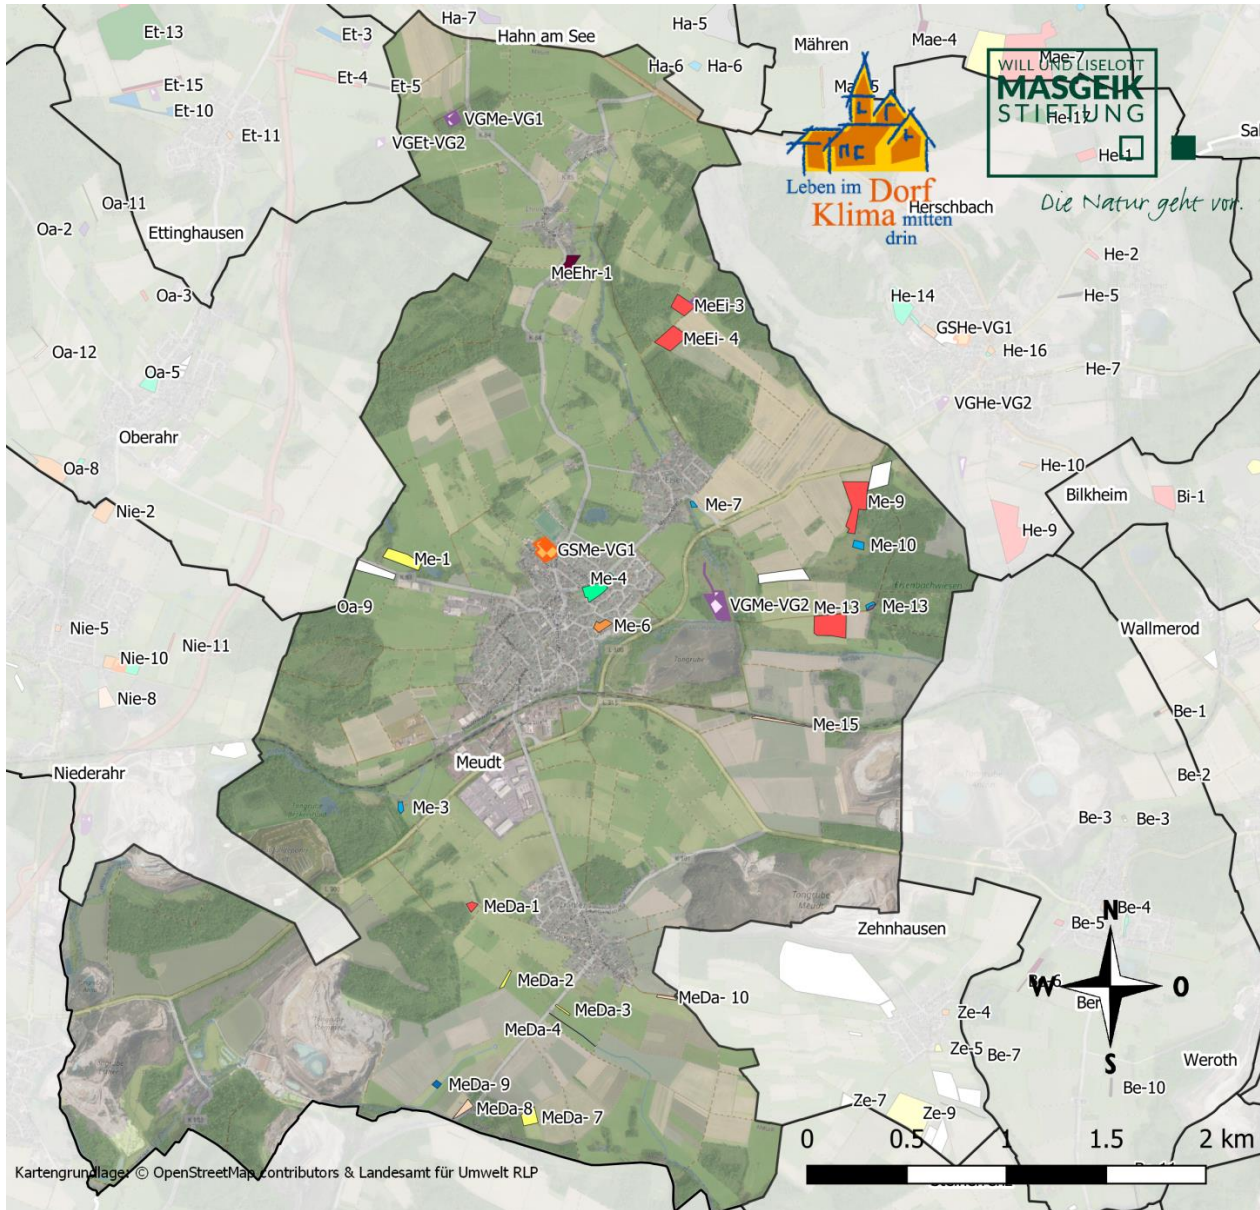 Ha-7
Ha-5
Et-13
Et-3
Hahn am See
Mähren
Mae-4
Mae-7
Ha-6
Ha-6
Et-15
Et-4
Et-5
Et-10
Et-11
VGMe-VG1
VGEt-VG2
WILL UND LISELOTT
MASGEIK
STIFTUNG
He-17
He-1
Die Natur geht vor.
Leben im Dorf
Klima mitten
drin
Herschbach
Oa-11
Oa-2
Ettinghausen
Oa-3
Oa-12
Oa-5
Oberahr
Oa-8
Nie-2
MeEhr-1
MeEi-3
MeEi- 4
He-2
He-14
He-5
GSHe-VG1
He-16
He-7
VGHe-VG2
He-10
Bilkheim
Bi-1
He-9
Me-7
Me-9
Me-10
Me-1
GSMe-VG1
Me-4
Oa-9
Me-6
VGMe-VG2
Me-13
Me-13
Tongrube
Wallmerod
Nie-5
Nie-11
Nie-10
Nie-8
Me-15
Be-1
Meudt
Niederahr
Be-2
Me-3
Be-3
Be-3
MeDa-1
Tongrube
Zehnhausen
Be-4
Be-5
N
W
O
S
Be-6
Ber
MeDa-2
MeDa- 10
MeDa-3
MeDa-4
Ze-4
Ze-5
Be-7
Weroth
MeDa- 9
Be-10
MeDa-8
MeDa- 7
Ze-7
Ze-9
0
0.5
1
1.5
2 km
Kartengrundlage: © OpenStreetMap contributors & Landesamt für Umwelt RLP